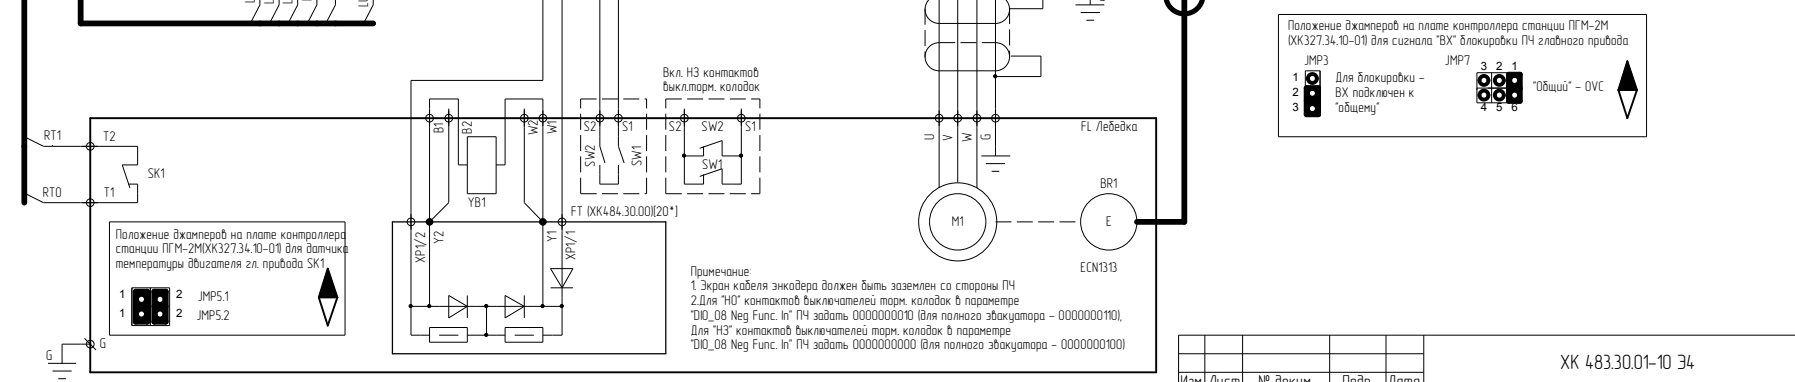 Положение джамперов на плате контроллера станции ПГМ-2М
(ХК327.34.10-01) для сигнала "ВХ" блокировки ПЧ главного привода
JMP3
JMP7
1
2
3
Для блокировки -
ВХ подключен к
"общему"
3 2 1
4 5 6
"Общий" - 0VC
Вкл. НЗ контактов
выкл.торм. колодок
RT1
T2
SK1
RT0
T1
B1
B2
W2
W1
YB1
S2
S1
SW2
SW1
S2
SW2
S1
SW1
U
V
W
G
FL Лебедка
M1
BR1
E
ECN1313
FT (ХК484.30.00)[20*]
XP1/2
Y2
Y1
XP1/1
Положение джамперов на плате контроллера
станции ПГМ-2М(ХК327.34.10-01) для датчика
температуры двигателя гл. привода SK1
1
2
JMP5.1
1
2
JMP5.2
G
G
Примечание:
1. Экран кабеля энкодера должен быть заземлен со стороны ПЧ
2.Для "НО" контактов выключателей торм. колодок в параметре
"DIO_08 Neg Func. In" ПЧ задать 0000000010 (для полного эвакуатора - 0000000110),
Для "НЗ" контактов выключателей торм. колодок в параметре
"DIO_08 Neg Func. In" ПЧ задать 0000000000 (для полного эвакуатора - 0000000100)
ХК 483.30.01-10 Э4
Изм Лист № докум. Подп. Дата